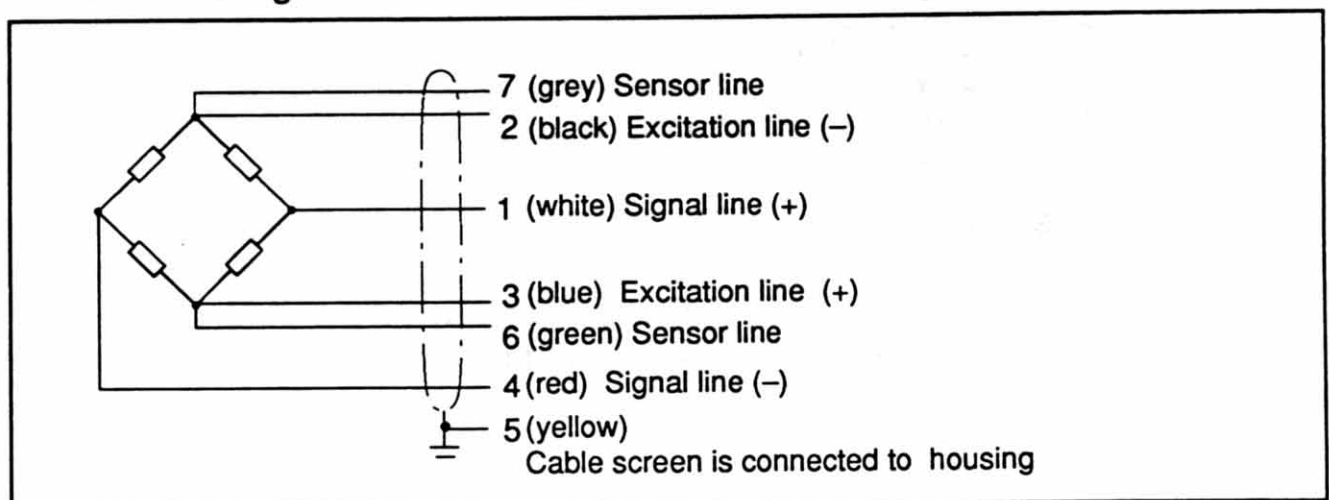 7 (grey) Sensor line
2 (black) Excitation line (–)
1 (white) Signal line (+)
3 (blue) Excitation line (+)
6 (green) Sensor line
4 (red) Signal line (–)
5 (yellow)
Cable screen is connected to housing